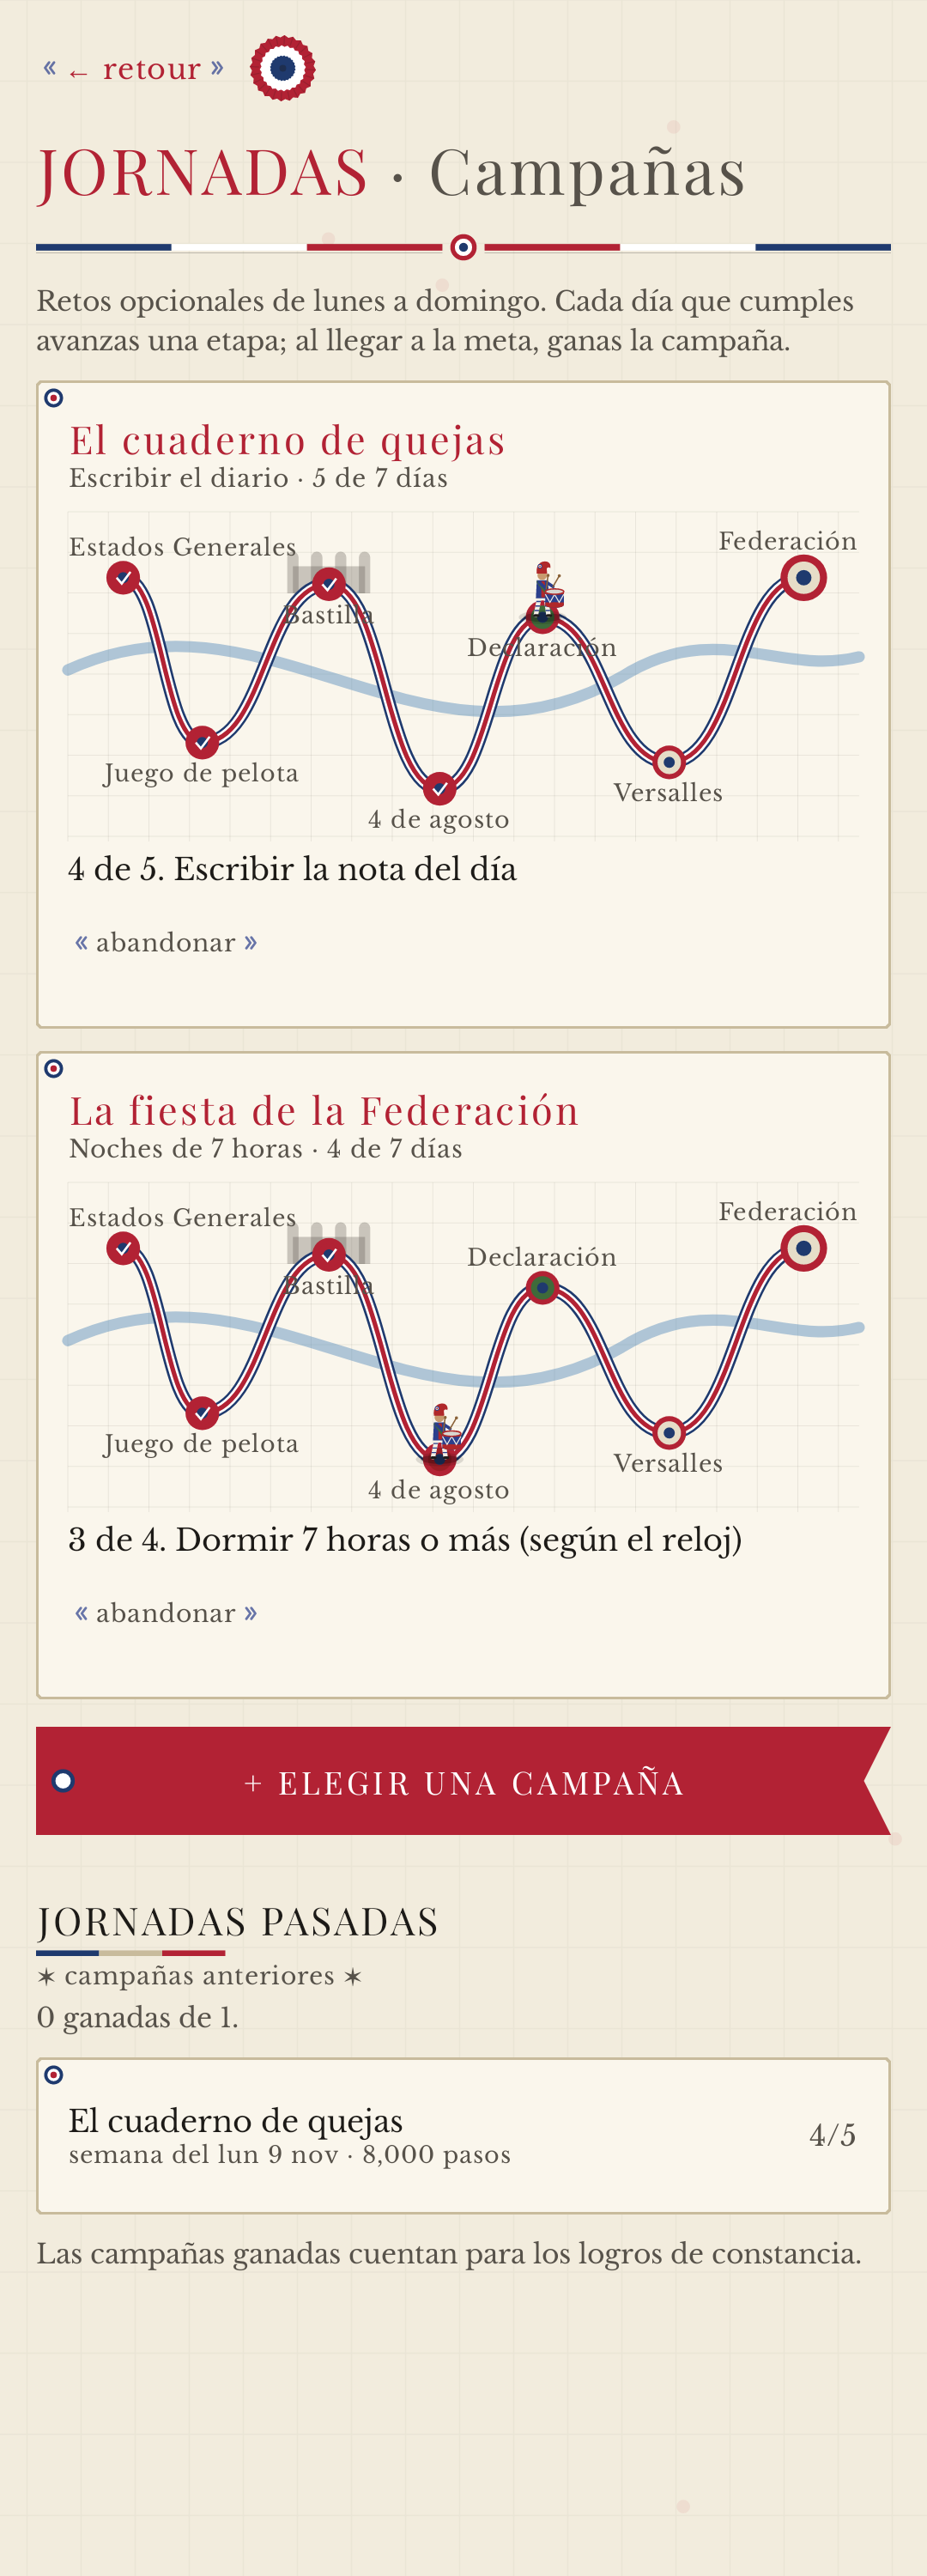 « ← retour »
JORNADAS · Campañas
Retos opcionales de lunes a domingo. Cada día que cumples
avanzas una etapa; al llegar a la meta, ganas la campaña.
El cuaderno de quejas
Escribir el diario · 5 de 7 días
Estados Generales
Federación
Bastilla
Declaración
Juego de pelota
Versalles
4 de agosto
4 de 5. Escribir la nota del día
« abandonar »
La fiesta de la Federación
Noches de 7 horas · 4 de 7 días
Estados Generales
Federación
Declaración
Bastilla
Juego de pelota
Versalles
4 de agosto
3 de 4. Dormir 7 horas o más (según el reloj)
« abandonar »
+ ELEGIR UNA CAMPAÑA
JORNADAS PASADAS
✶ campañas anteriores ✶
0 ganadas de 1.
El cuaderno de quejas
4/5
semana del lun 9 nov · 8,000 pasos
Las campañas ganadas cuentan para los logros de constancia.